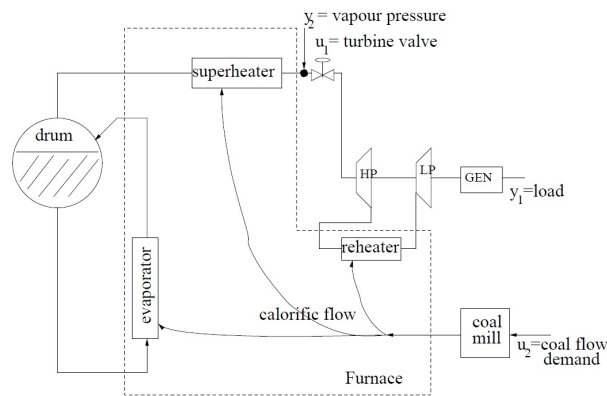 y₂ = vapour pressure
u₁ = turbine valve
superheater
drum
HP
LP
GEN
y₁=load
reheater
evaporator
calorific flow
coal
mill
u₂=coal flow
demand
Furnace